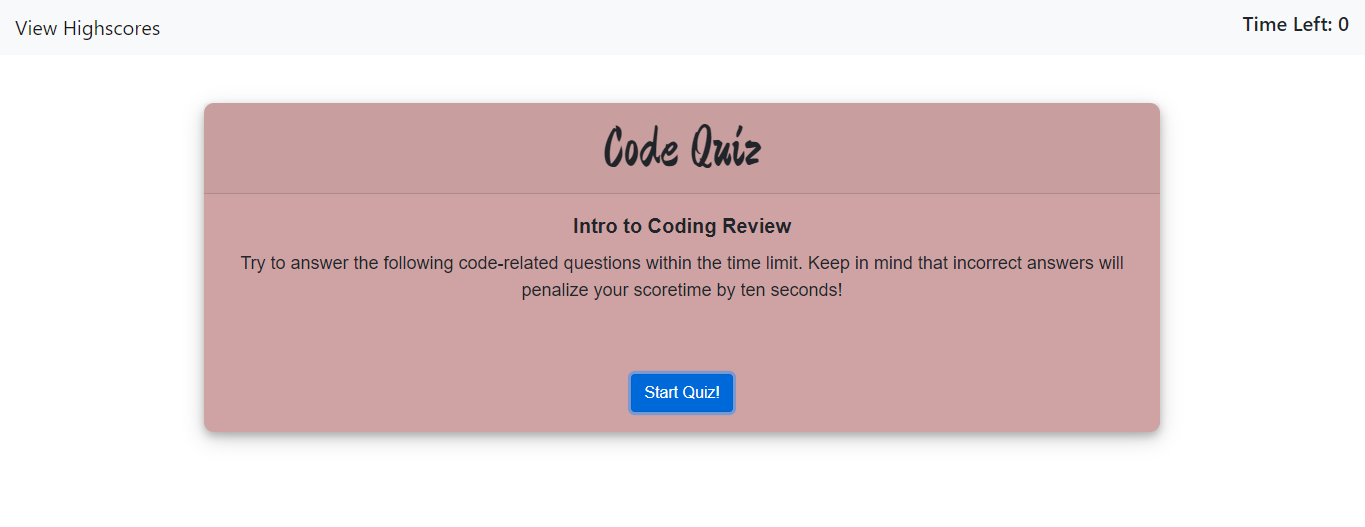 View Highscores
Time Left: 0
Code Quiz
Intro to Coding Review
Try to answer the following code-related questions within the time limit. Keep in mind that incorrect answers will
penalize your scoretime by ten seconds!
Start Quiz!